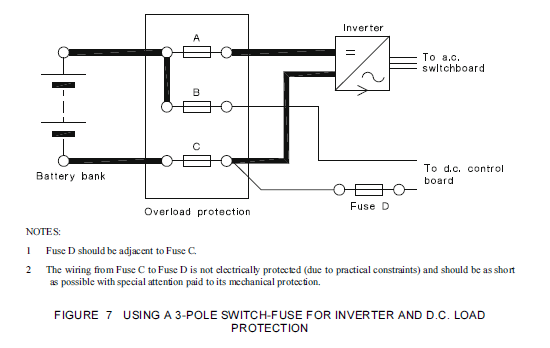 Inverter
A
=
To a.c.
switchboard
B
C
Battery bank
To d.c. control
board
Fuse D
Overload protection
NOTES:
1 Fuse D should be adjacent to Fuse C.
2 The wiring from Fuse C to Fuse D is not electrically protected (due to practical constraints) and should be as short
as possible with special attention paid to its mechanical protection.
FIGURE 7 USING A 3-POLE SWITCH-FUSE FOR INVERTER AND D.C. LOAD
PROTECTION